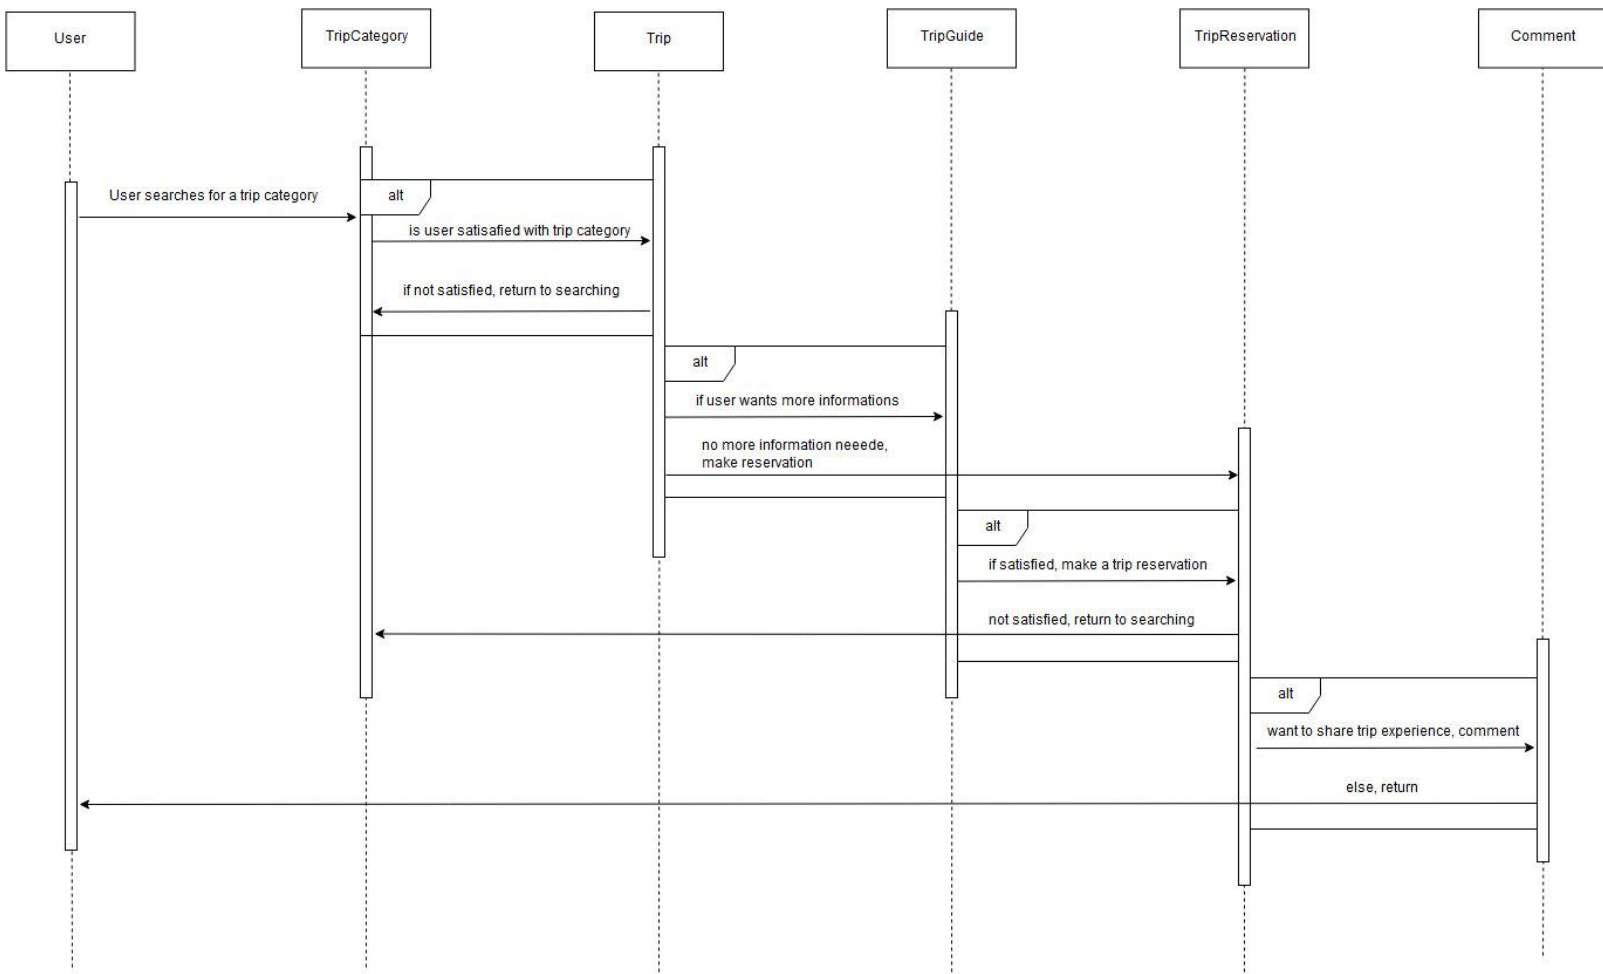 User
TripCategory
Trip
TripGuide
TripReservation
Comment
User searches for a trip category
alt
is user satisafied with trip category
if not satisfied, return to searching
alt
if user wants more informations
no more information neeede,
make reservation
alt
if satisfied, make a trip reservation
not satisfied, return to searching
alt
want to share trip experience, comment
else, return